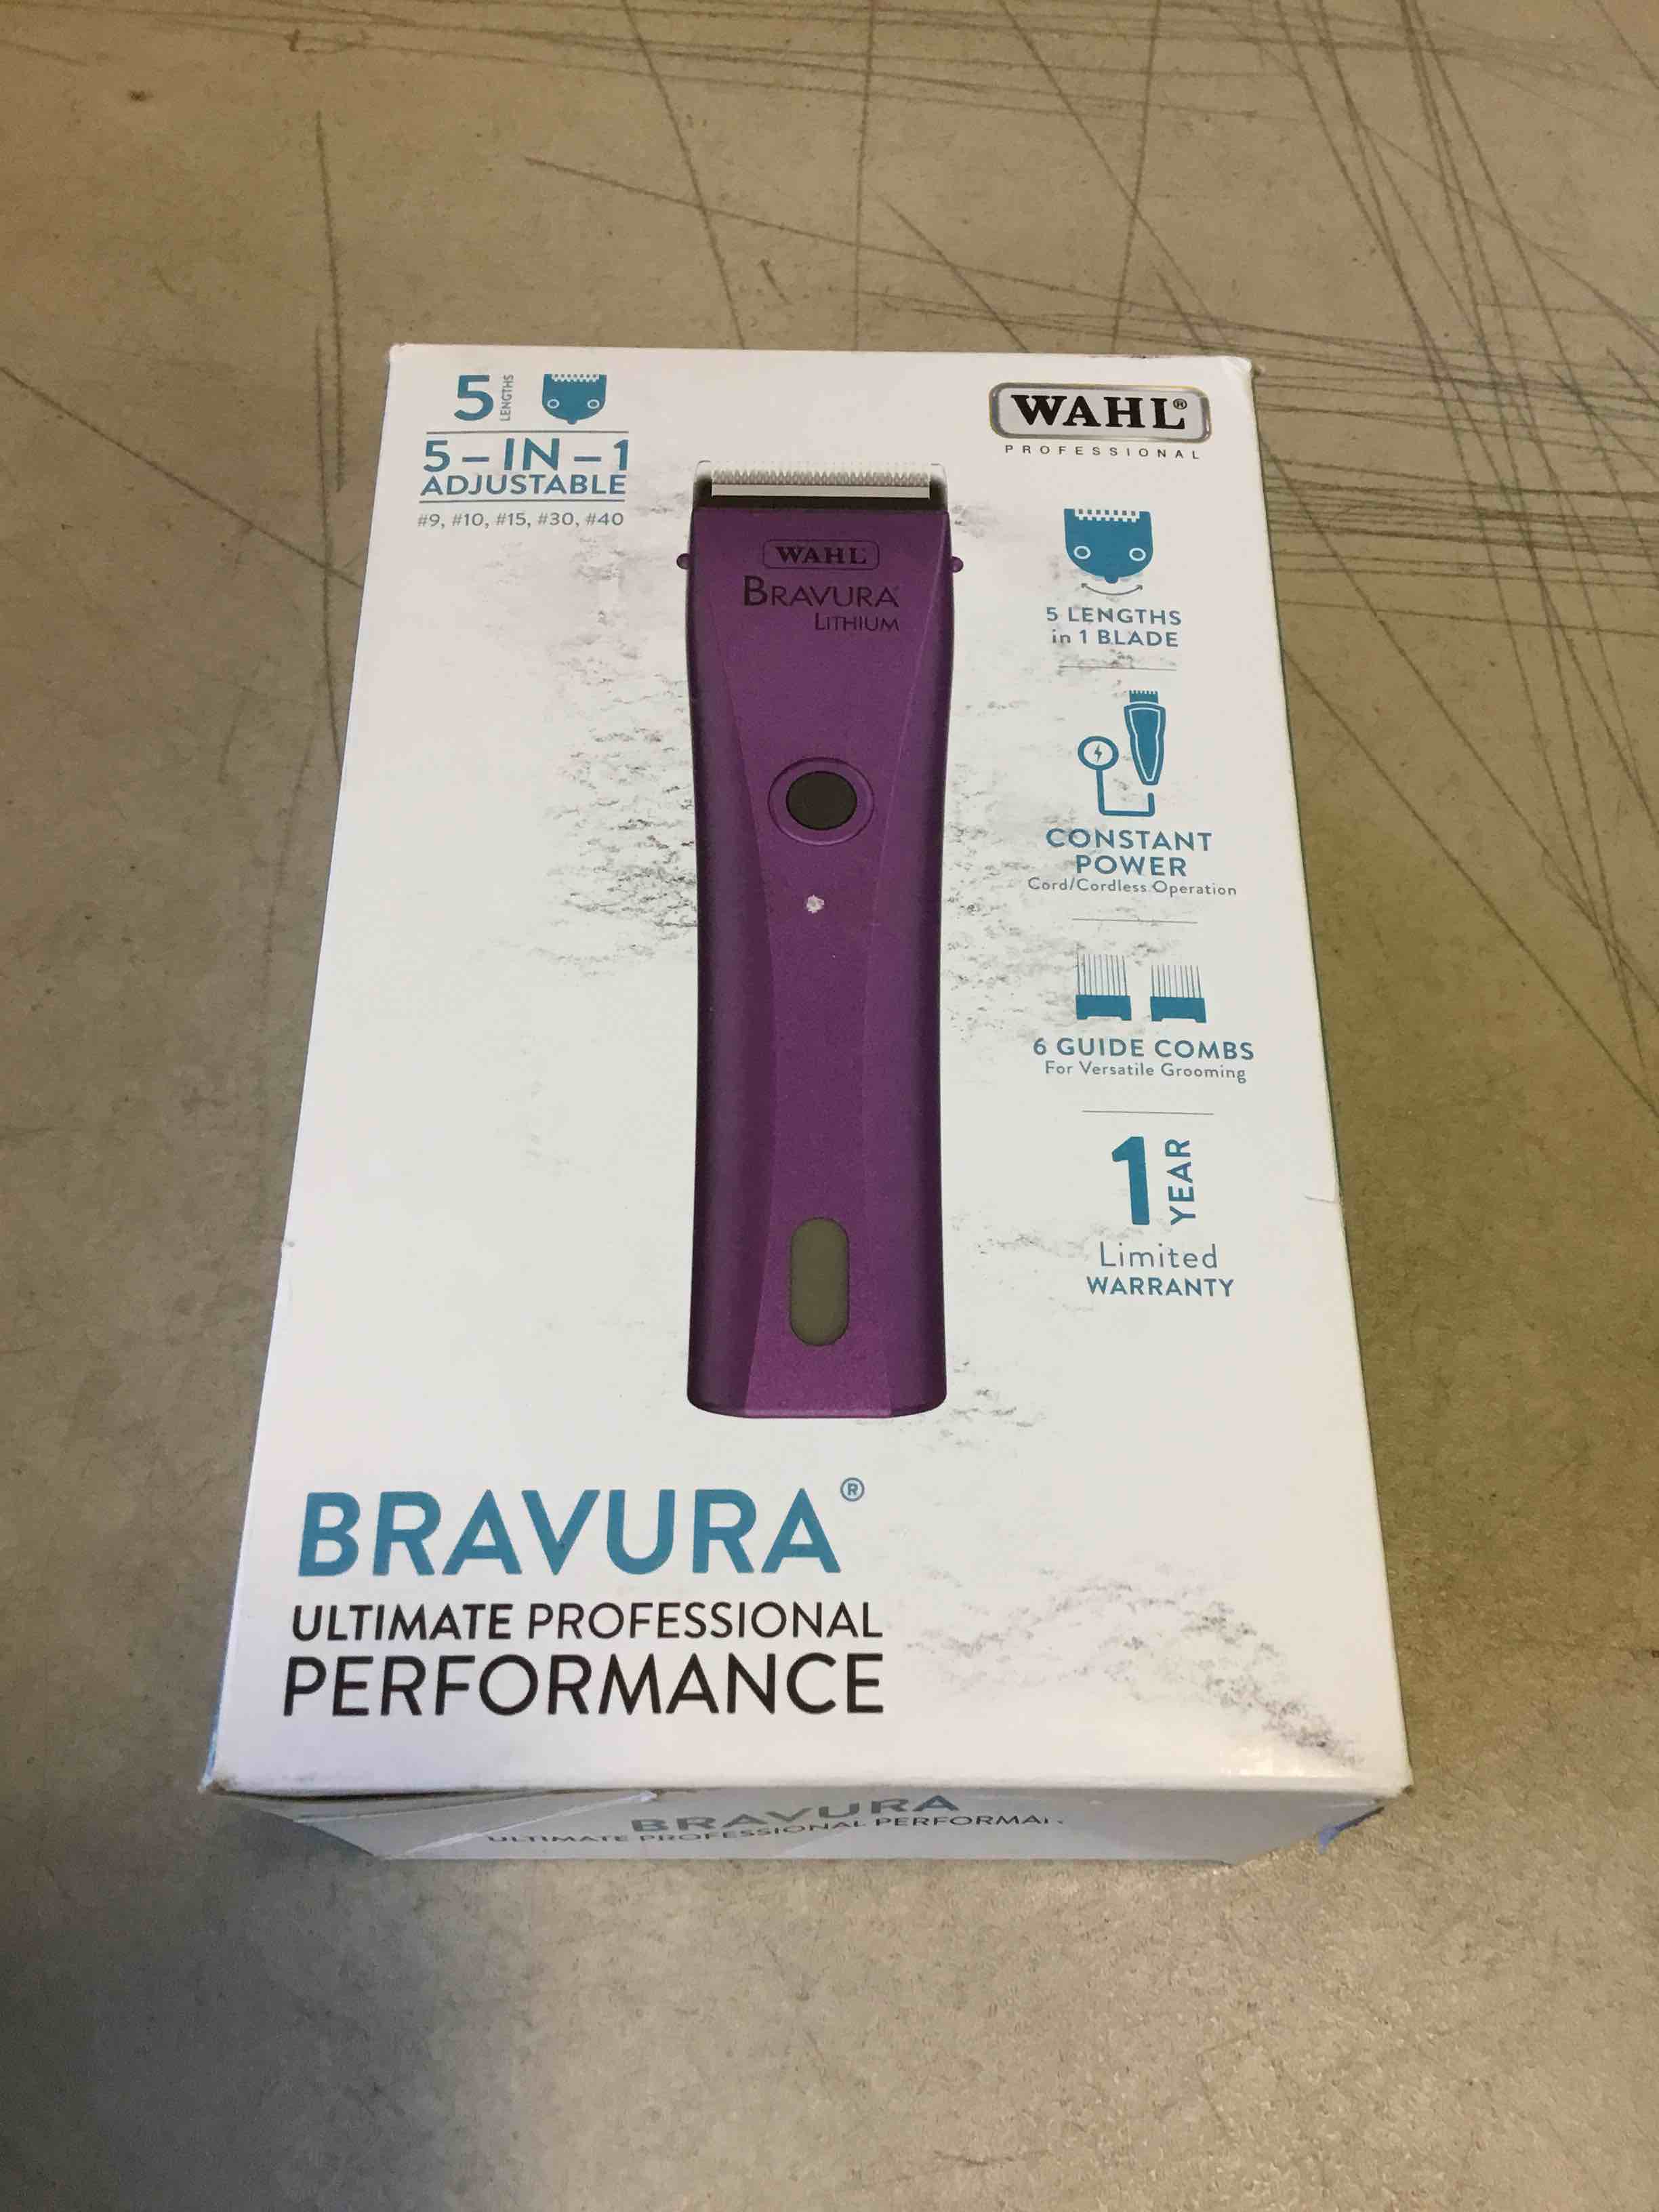 5 LENGTHS
5-IN-1
ADJUSTABLE
#9, #10, #15, #30, #40
WAHL®
PROFESSIONAL
WAHL
BRAVURA
LITHIUM
5 LENGTHS
in 1 BLADE
CONSTANT
POWER
Cord/Cordless Operation
6 GUIDE COMBS
For Versatile Grooming
1 YEAR
Limited
WARRANTY
BRAVURA®
ULTIMATE PROFESSIONAL
PERFORMANCE
BRAVURA
ULTIMATE PROFESSIONAL